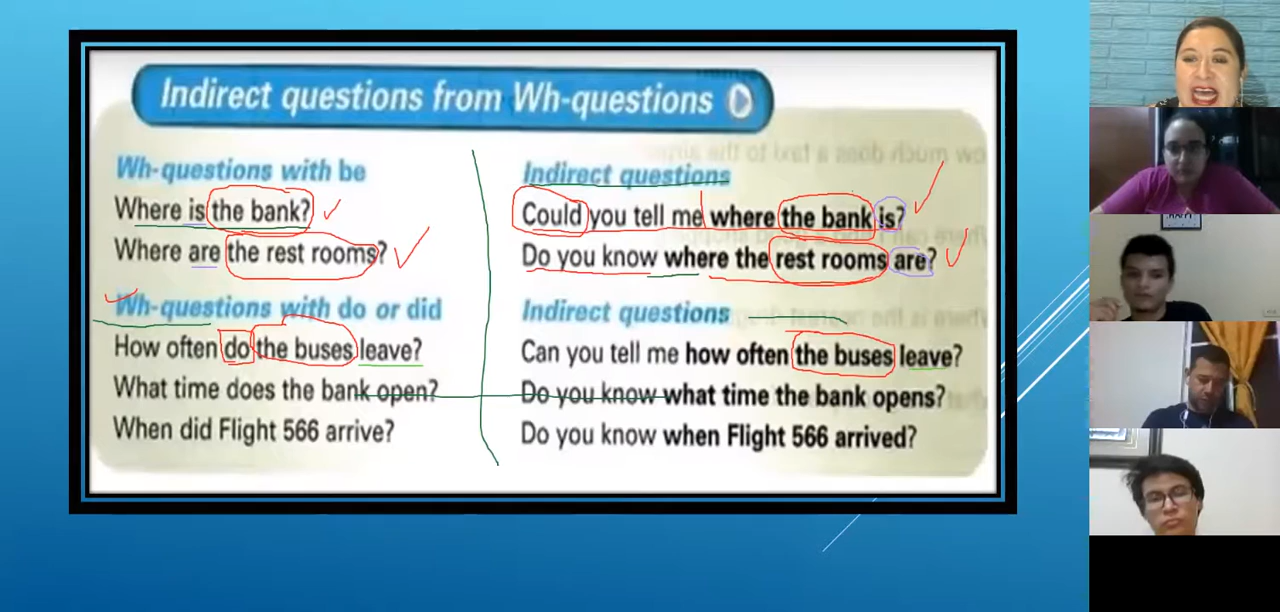 Indirect questions from Wh-questions
Wh-questions with be
Where is the bank?
Where are the rest rooms?
Wh-questions with do or did
How often do the buses leave?
What time does the bank open?
When did Flight 566 arrive?
Indirect questions
Could you tell me where the bank is?
Do you know where the rest rooms are?
Indirect questions
Can you tell me how often the buses leave?
Do you know what time the bank opens?
Do you know when Flight 566 arrived?